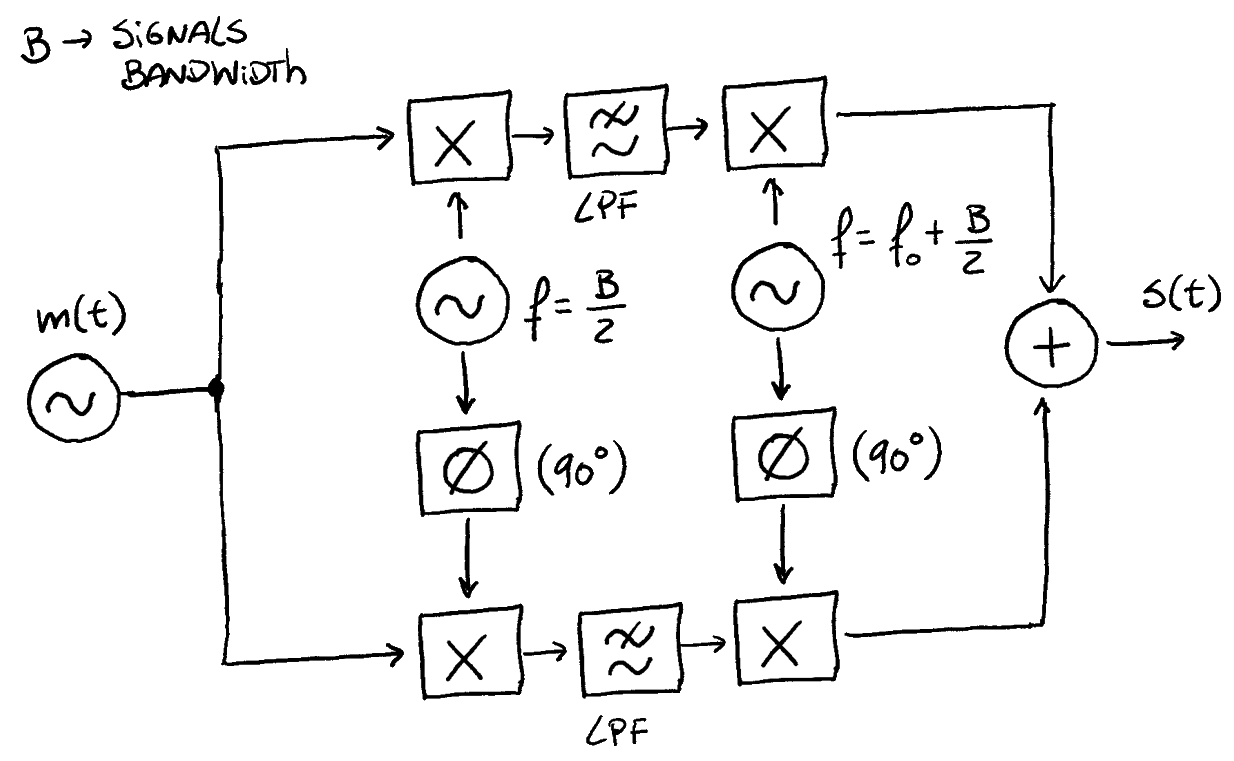 B → SiGNALS
BANDWiDTh
LPF
f = f₀ + B/2
m(t)
f = B/2
s(t)
(90°)
(90°)
LPF